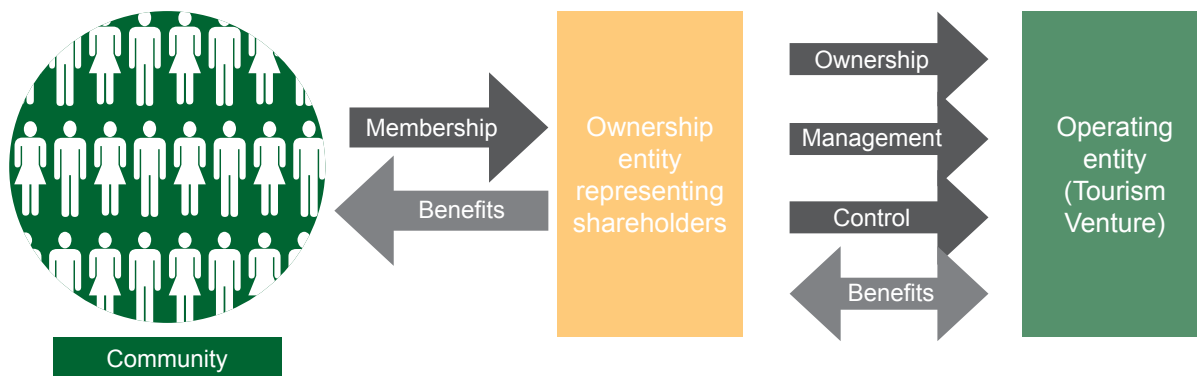 Community
Membership
Benefits
Ownership
entity
representing
shareholders
Ownership
Management
Control
Benefits
Operating
entity
(Tourism
Venture)